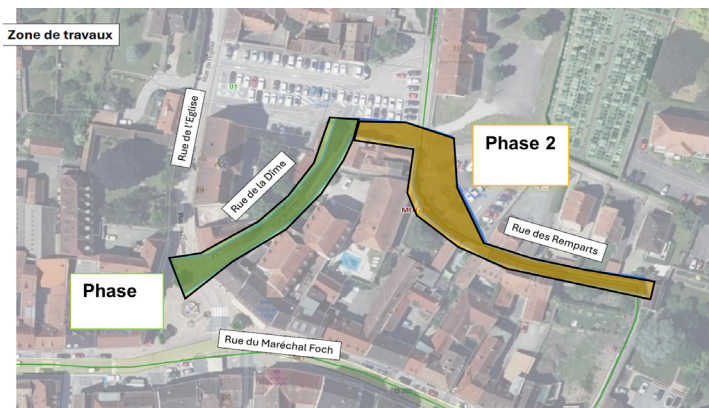 Zone de travaux
Rue de l'Eglise
Rue de la Dîme
Phase 2
Rue des Remparts
Phase
Rue du Maréchal Foch